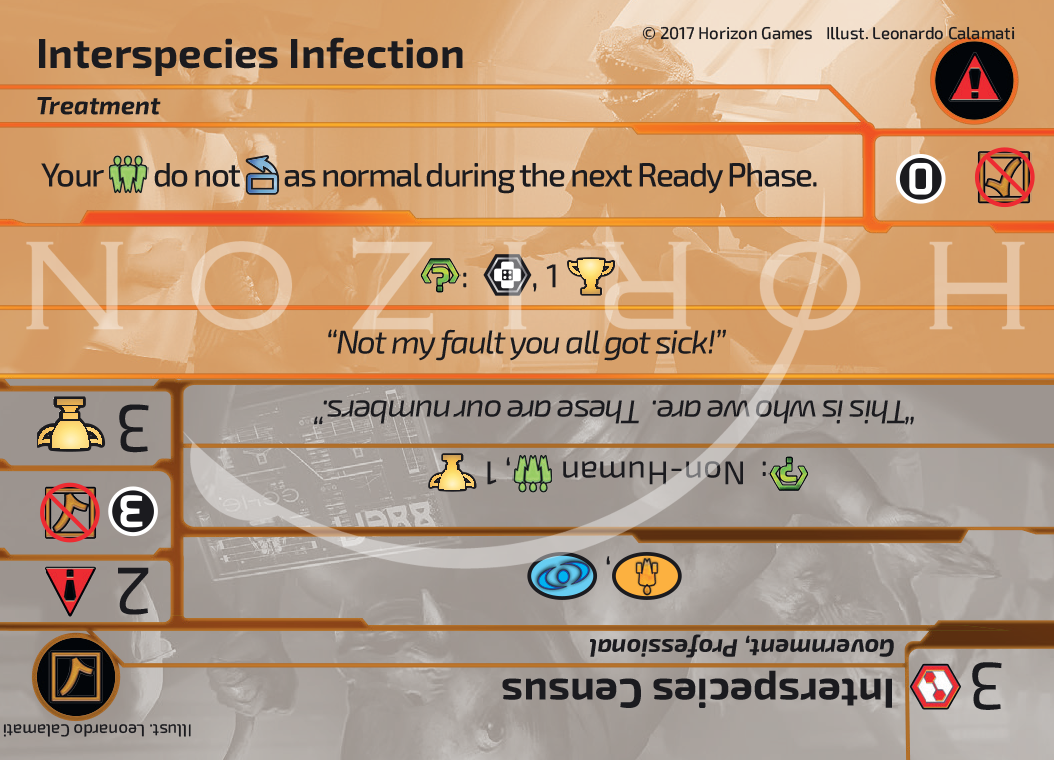 © 2017 Horizon Games Illust. Leonardo Calamati
Interspecies Infection
Treatment
Your do not as normal during the next Ready Phase.
0
HORIZON
: , 1
“Not my fault you all got sick!”
Illust. Leonardo Calamati
3
Interspecies Census
Government, Professional
2
,
3
: Non-Human , 1
3
“This is who we are. These are our numbers.”